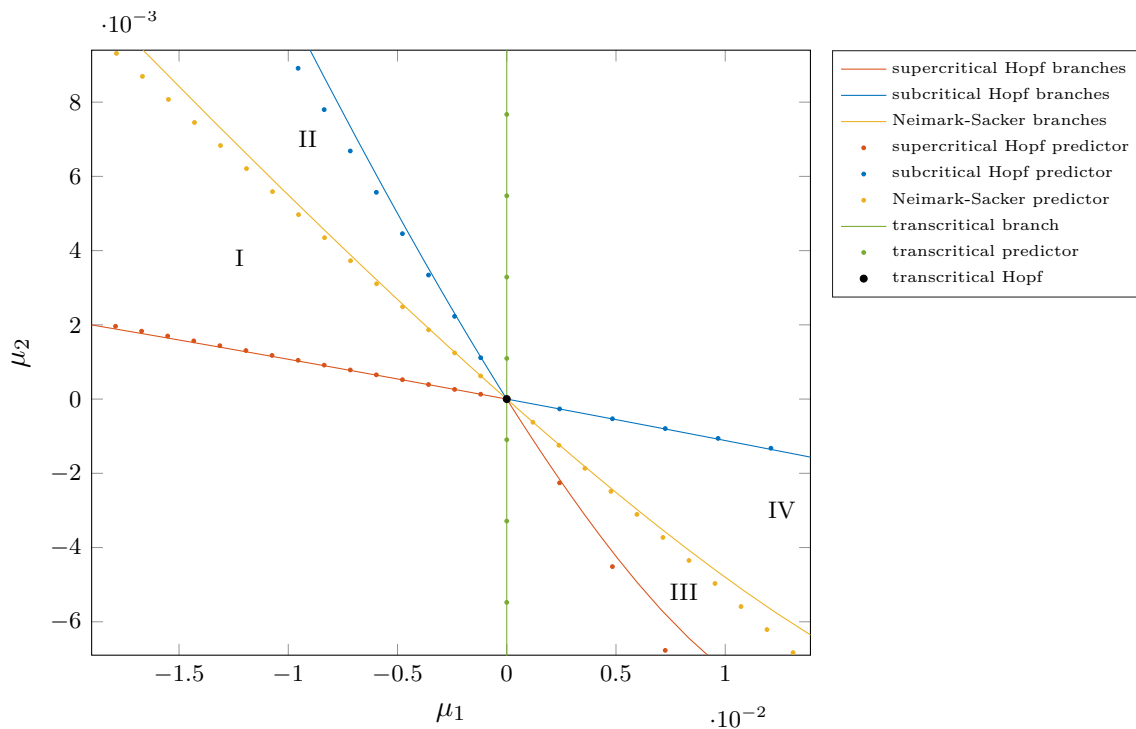 ·10⁻³
8
6
4
2
0
−2
−4
−6
μ₂
−1.5
−1
−0.5
0
0.5
1
μ₁
·10⁻²
I
II
III
IV
supercritical Hopf branches
subcritical Hopf branches
Neimark-Sacker branches
supercritical Hopf predictor
subcritical Hopf predictor
Neimark-Sacker predictor
transcritical branch
transcritical predictor
transcritical Hopf